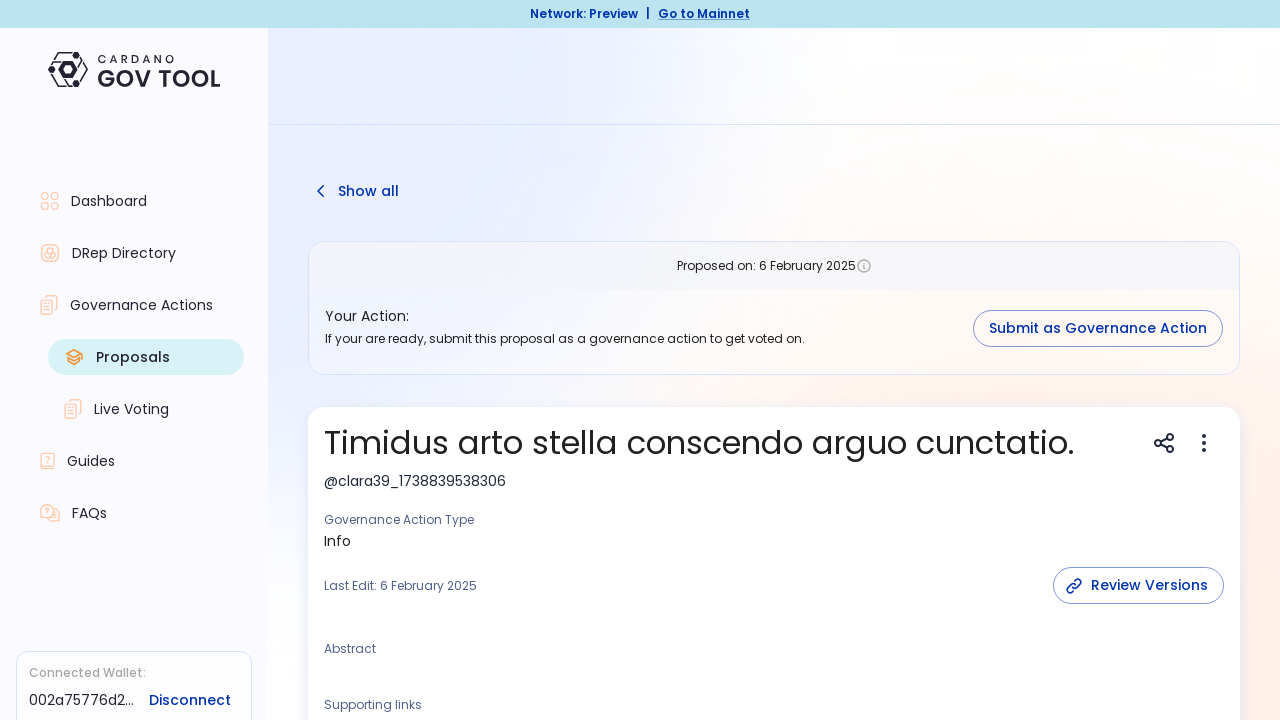 Network: Preview | Go to Mainnet
CARDANO
GOV TOOL
Dashboard
DRep Directory
Governance Actions
Proposals
Live Voting
Guides
FAQs
Connected Wallet:
002a75776d2... Disconnect
Show all
Proposed on: 6 February 2025
Your Action:
If your are ready, submit this proposal as a governance action to get voted on.
Submit as Governance Action
Timidus arto stella conscendo arguo cunctatio.
@clara39_1738839538306
Governance Action Type
Info
Last Edit: 6 February 2025
Review Versions
Abstract
Supporting links